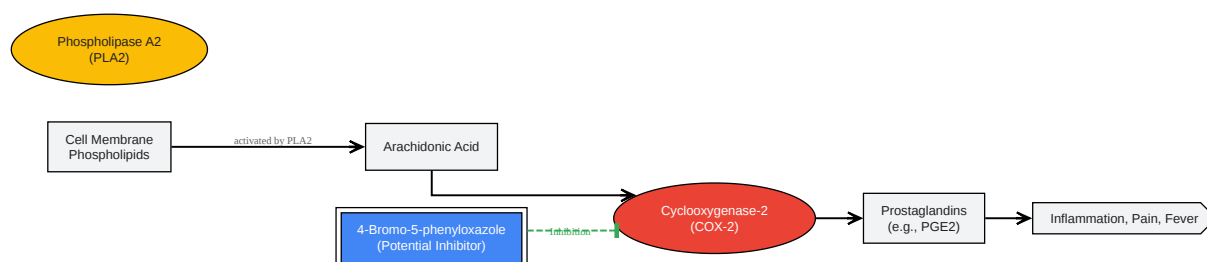 Phospholipase A2
(PLA2)
Cell Membrane
Phospholipids
activated by PLA2
Arachidonic Acid
4-Bromo-5-phenyloxazole
(Potential Inhibitor)
Inhibition
Cyclooxygenase-2
(COX-2)
Prostaglandins
(e.g., PGE2)
Inflammation, Pain, Fever